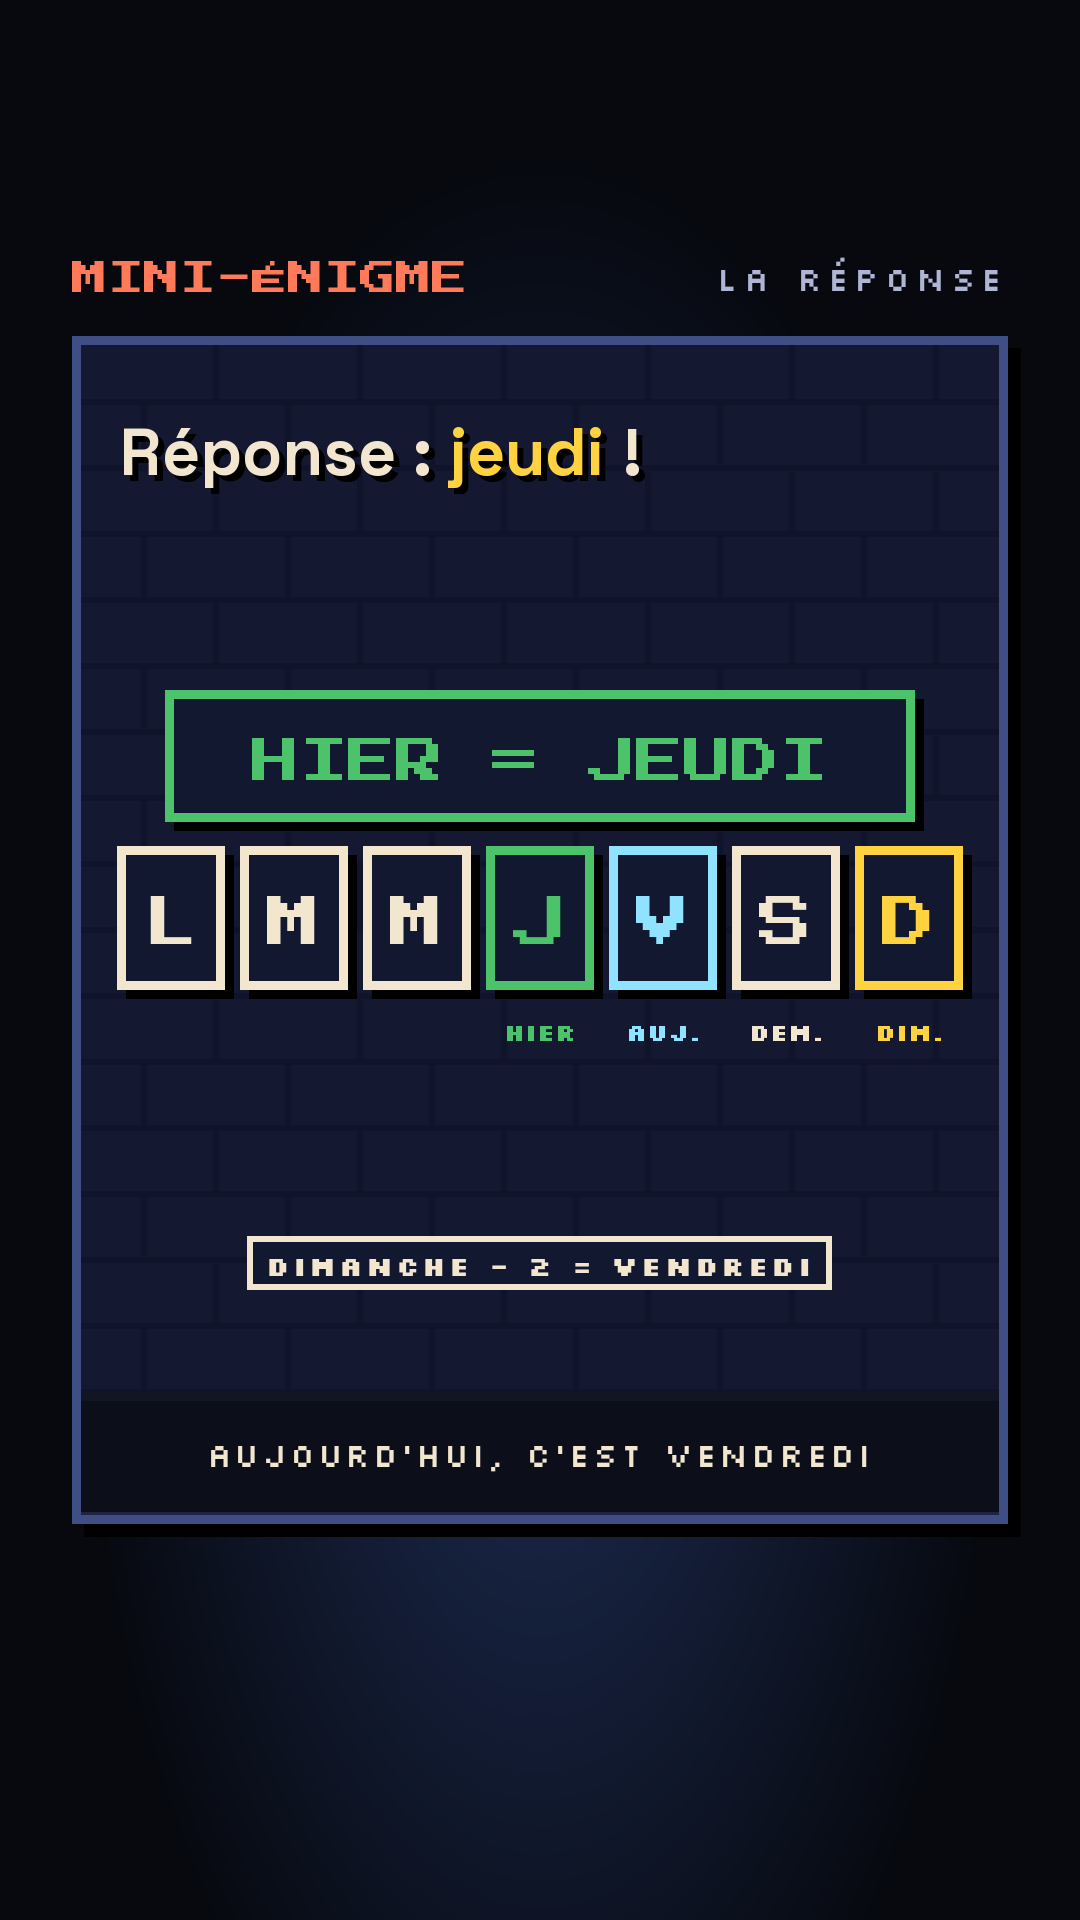 MINI-ÉNIGME
LA RÉPONSE
Réponse : jeudi !
HIER = JEUDI
L M M J V S D
HIER AUJ. DEM. DIM.
DIMANCHE - 2 = VENDREDI
AUJOURD'HUI, C'EST VENDREDI